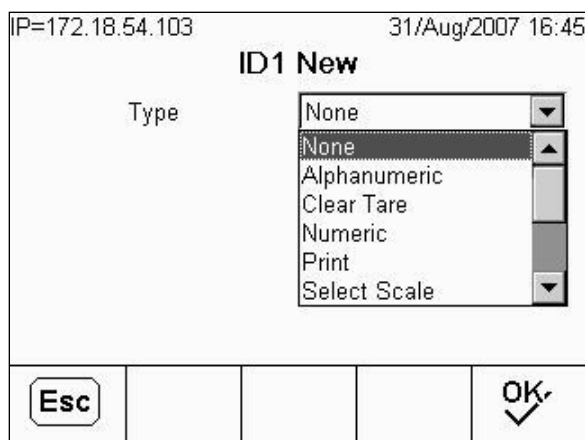 IP=172.18.54.103 31/Aug/2007 16:45
ID1 New
Type None
None
Alphanumeric
Clear Tare
Numeric
Print
Select Scale
Esc OK